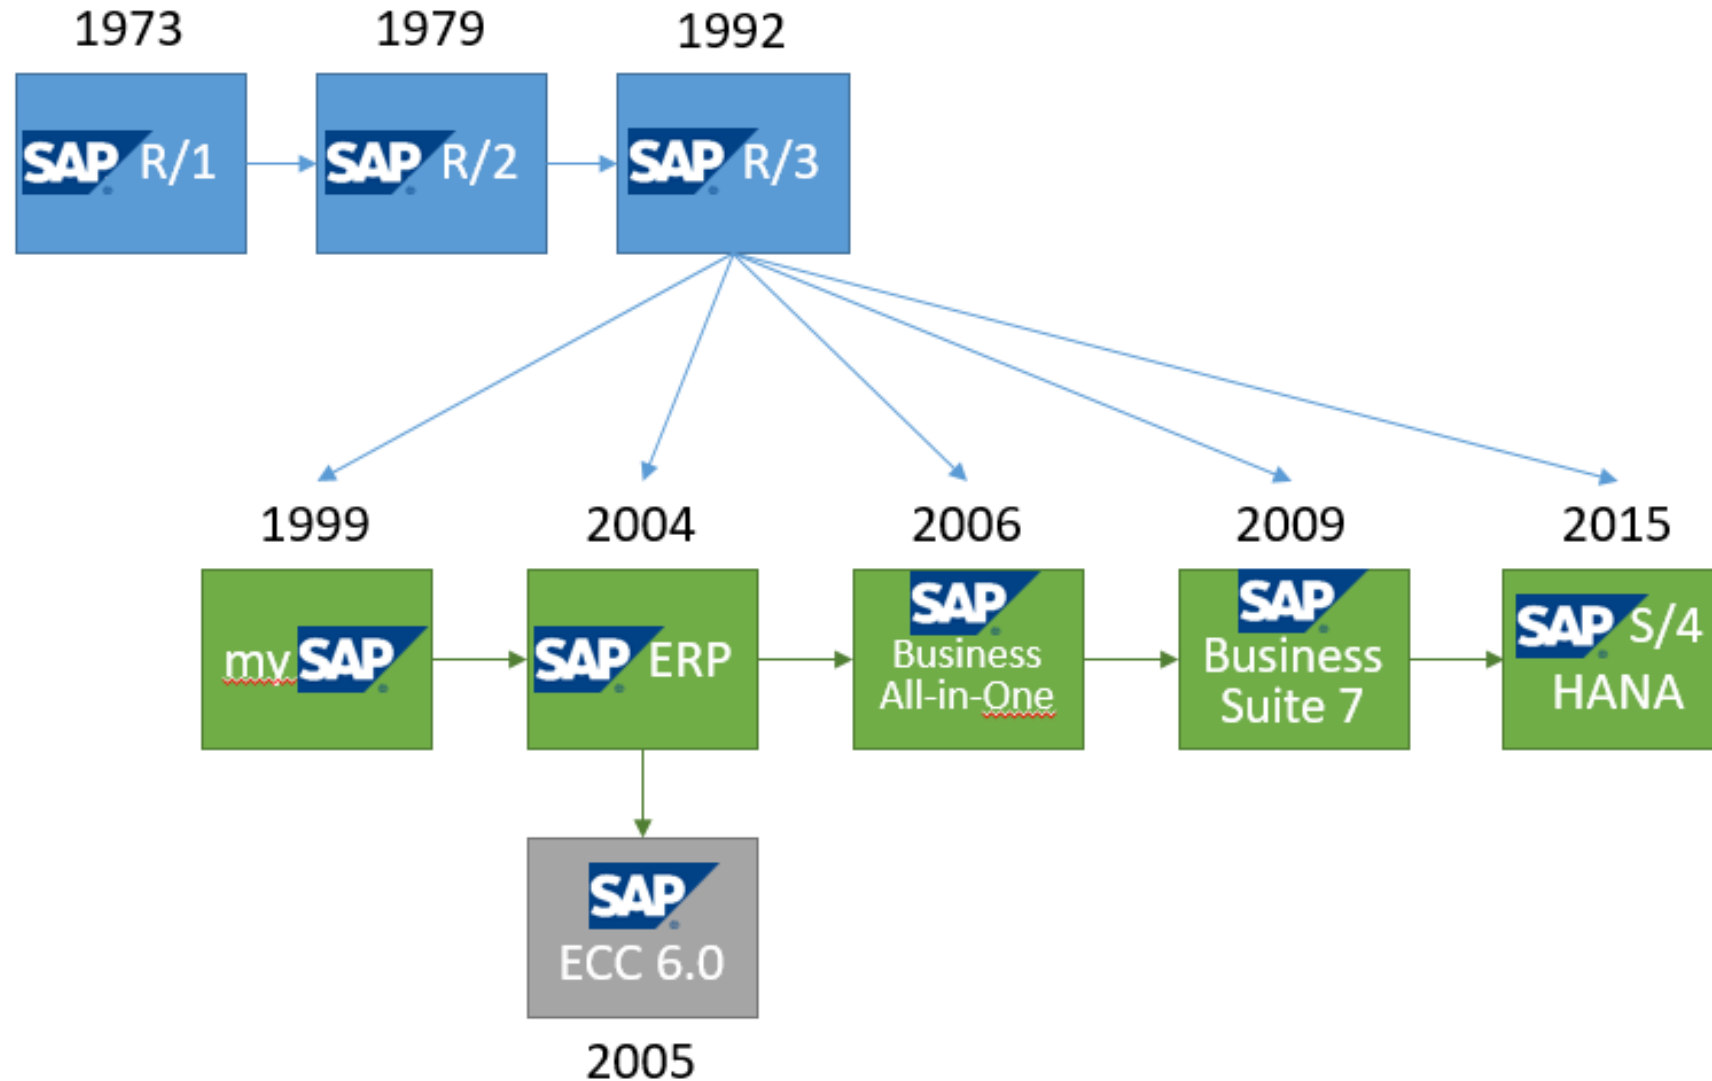 1973
1979
1992
SAP R/1
SAP R/2
SAP R/3
1999
2004
2006
2009
2015
my SAP
SAP ERP
SAP
Business
All-in-One
SAP
Business
Suite 7
SAP S/4
HANA
SAP
ECC 6.0
2005